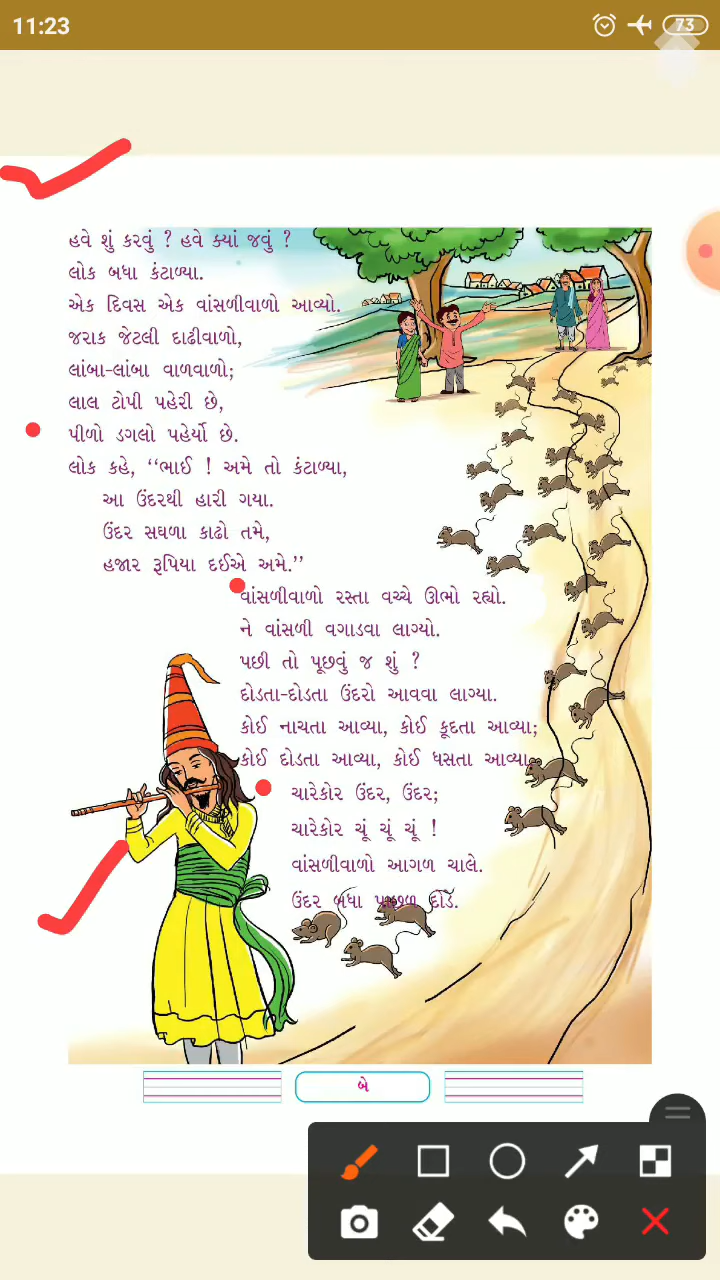 11:23
73
હવે શું કરવું ? હવે ક્યાં જવું ?
લોક બધા કંટાળ્યા.
એક દિવસ એક વાંસળીવાળો આવ્યો.
જરાક જેટલી દાઢીવાળો,
લાંબા-લાંબા વાળવાળો;
લાલ ટોપી પહેરી છે,
પીળો ડગલો પહેર્યો છે.
લોક કહે, “ભાઈ ! અમે તો કંટાળ્યા,
આ ઉંદરથી હારી ગયા.
ઉંદર સઘળા કાઢો તમે,
હજાર રૂપિયા દઈએ અમે.”
વાંસળીવાળો રસ્તા વચ્ચે ઊભો રહ્યો.
ને વાંસળી વગાડવા લાગ્યો.
પછી તો પૂછવું જ શું ?
દોડતા-દોડતા ઉંદરો આવવા લાગ્યા.
કોઈ નાચતા આવ્યા, કોઈ કૂદતા આવ્યા;
કોઈ દોડતા આવ્યા, કોઈ ધસતા આવ્યા.
ચારેકોર ઉંદર, ઉંદર;
ચારેકોર ચૂં ચૂં ચૂં !
વાંસળીવાળો આગળ ચાલે.
ઉંદર બધા પાછળ દોડે.
બે